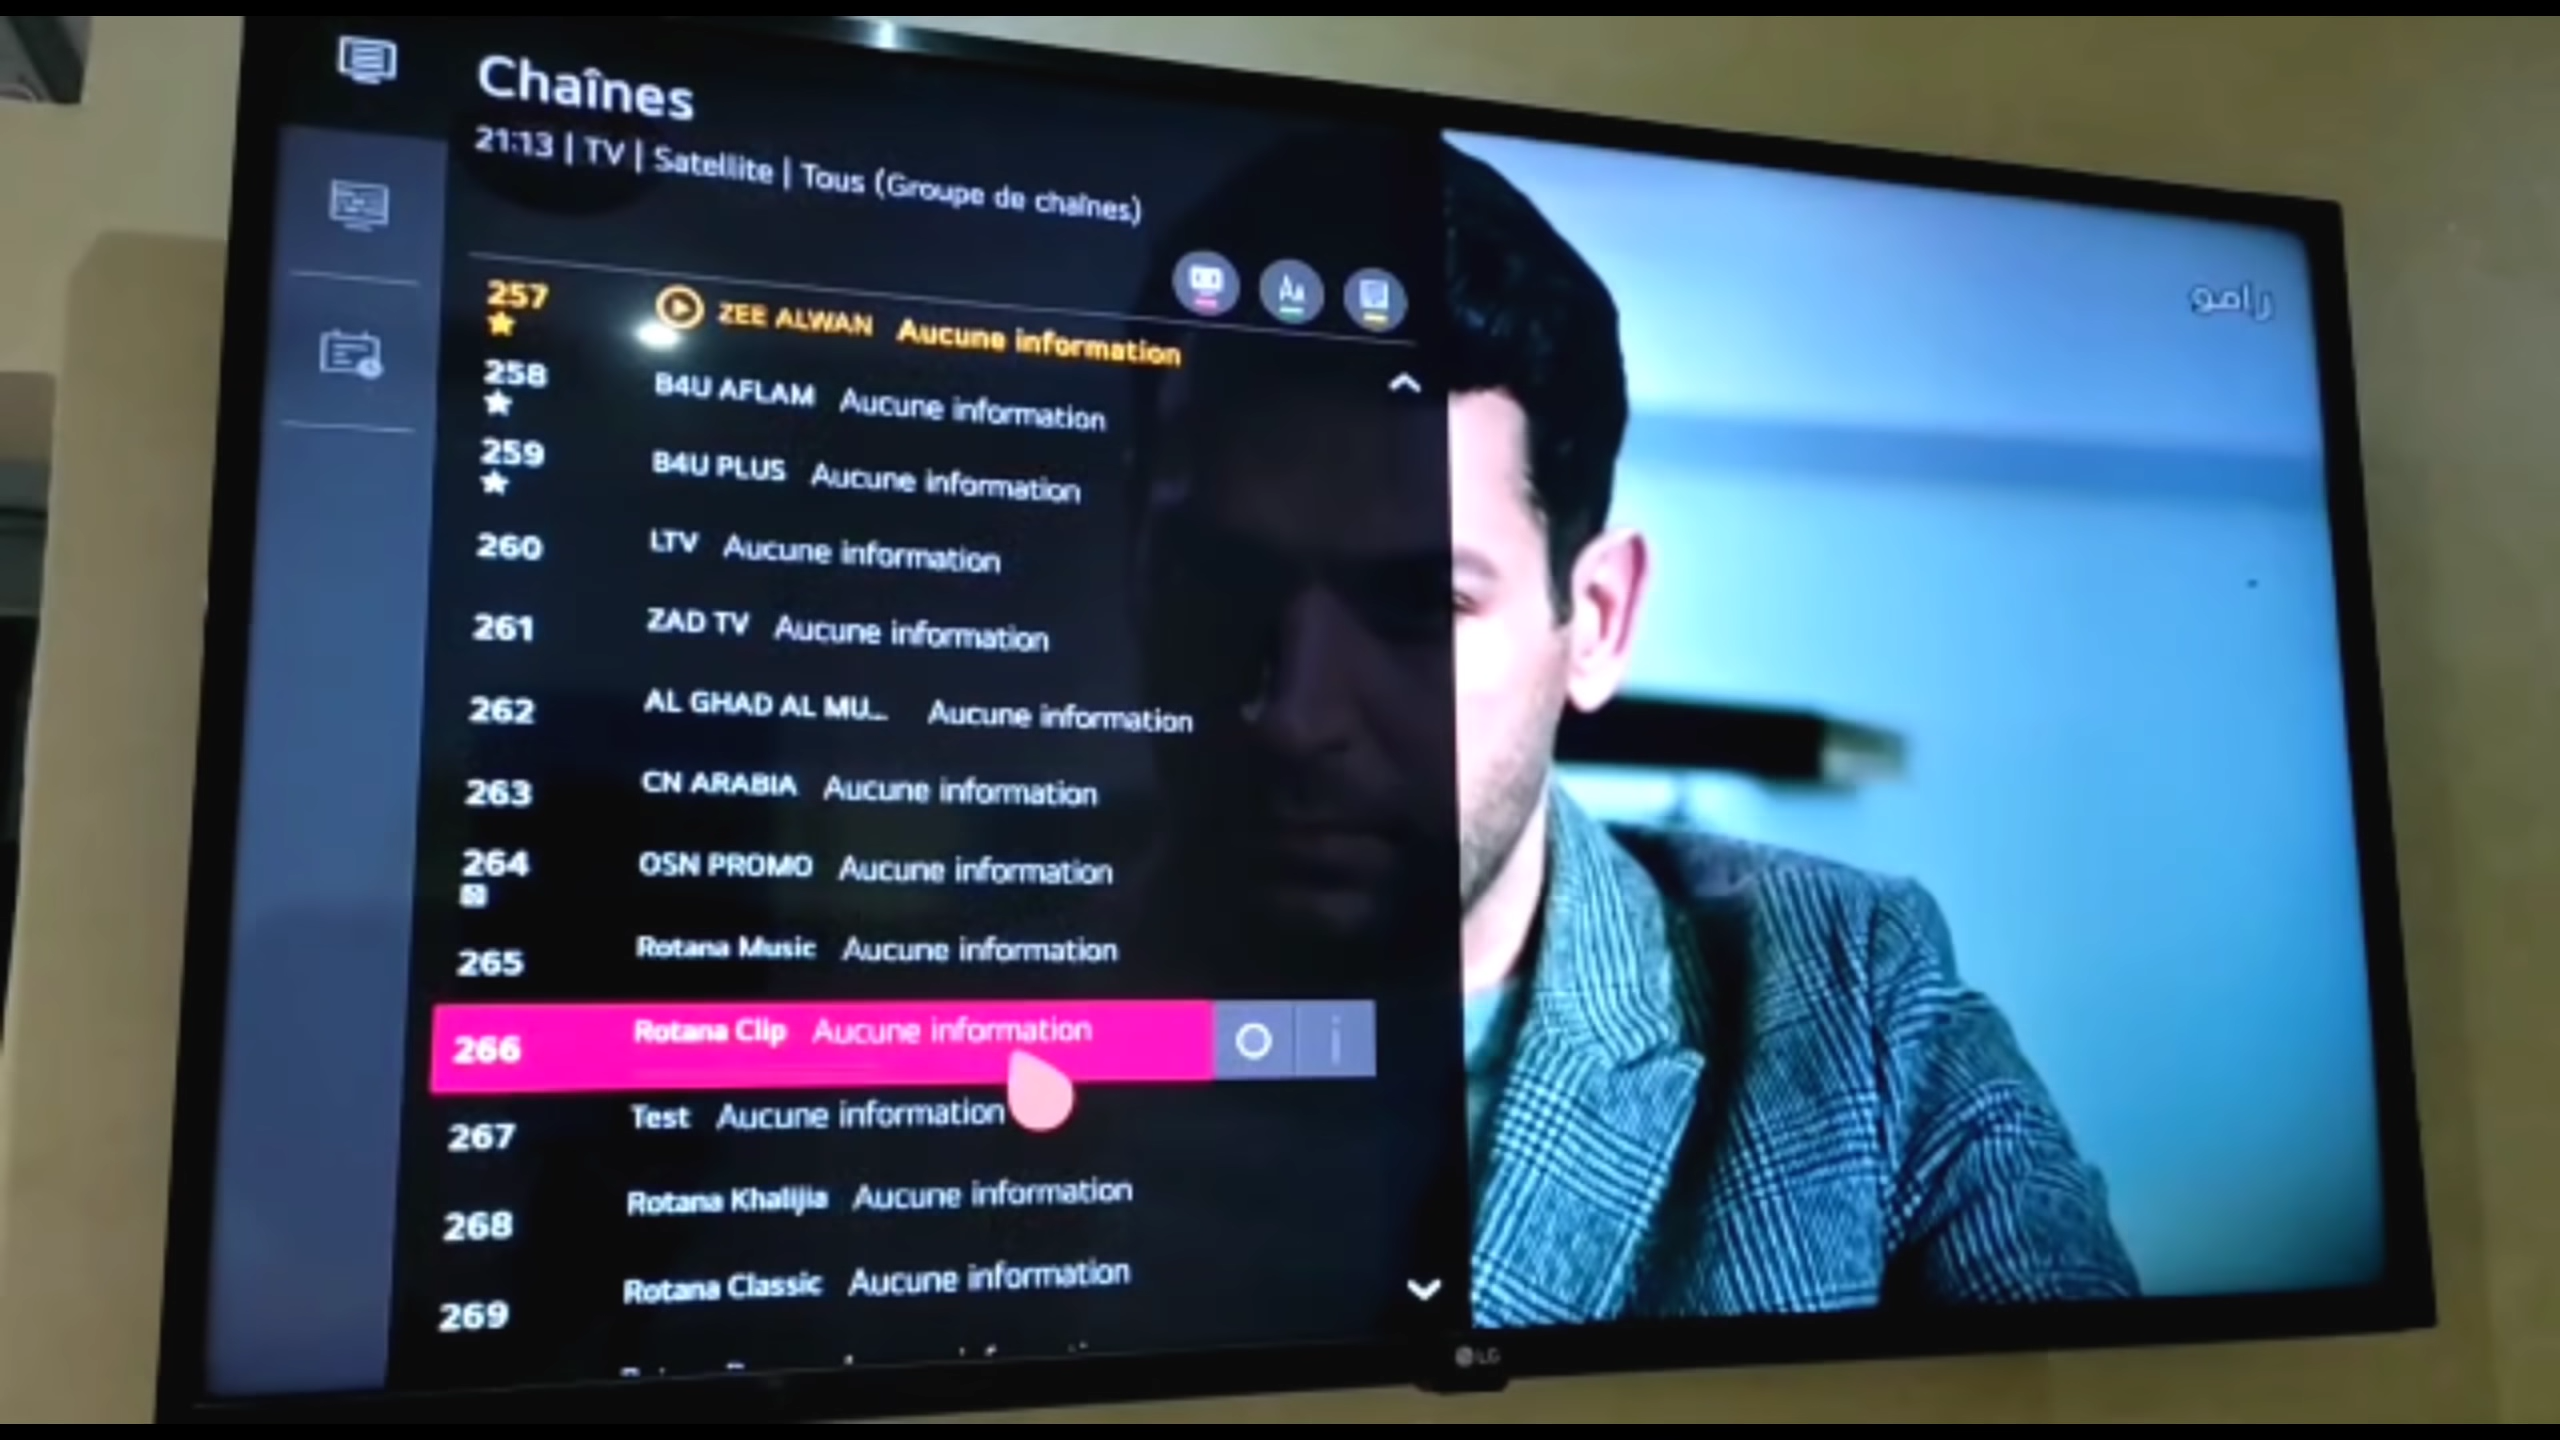 Chaînes
21:13 | TV | Satellite | Tous (Groupe de chaînes)
رامو
Aa
257 ZEE ALWAN Aucune information
258 B4U AFLAM Aucune information
259 B4U PLUS Aucune information
260 LTV Aucune information
261 ZAD TV Aucune information
262 AL GHAD AL MU... Aucune information
263 CN ARABIA Aucune information
264 OSN PROMO Aucune information
265 Rotana Music Aucune information
266 Rotana Clip Aucune information i
267 Test Aucune information
268 Rotana Khalijia Aucune information
269 Rotana Classic Aucune information
LG